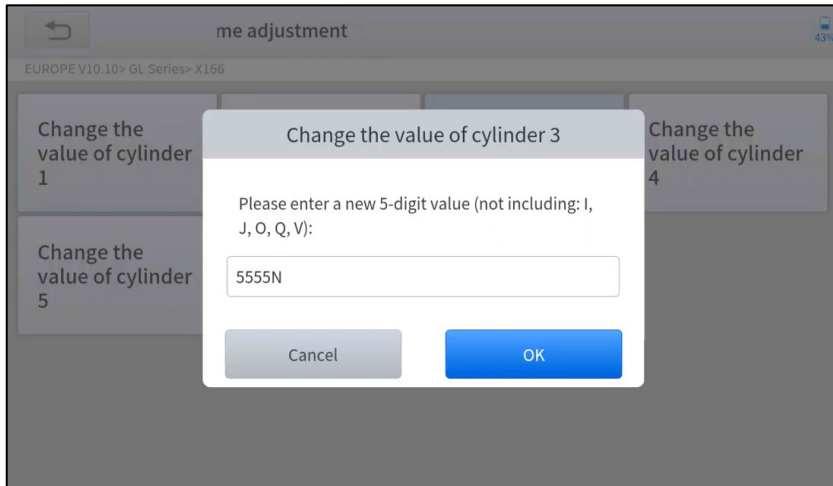 me adjustment
43%
EUROPE V10.10> GL Series> X166
Change the
value of cylinder
1
Change the value of cylinder 3
Change the
value of cylinder
4
Please enter a new 5-digit value (not including: I,
J, O, Q, V):
5555N
Change the
value of cylinder
5
Cancel
OK